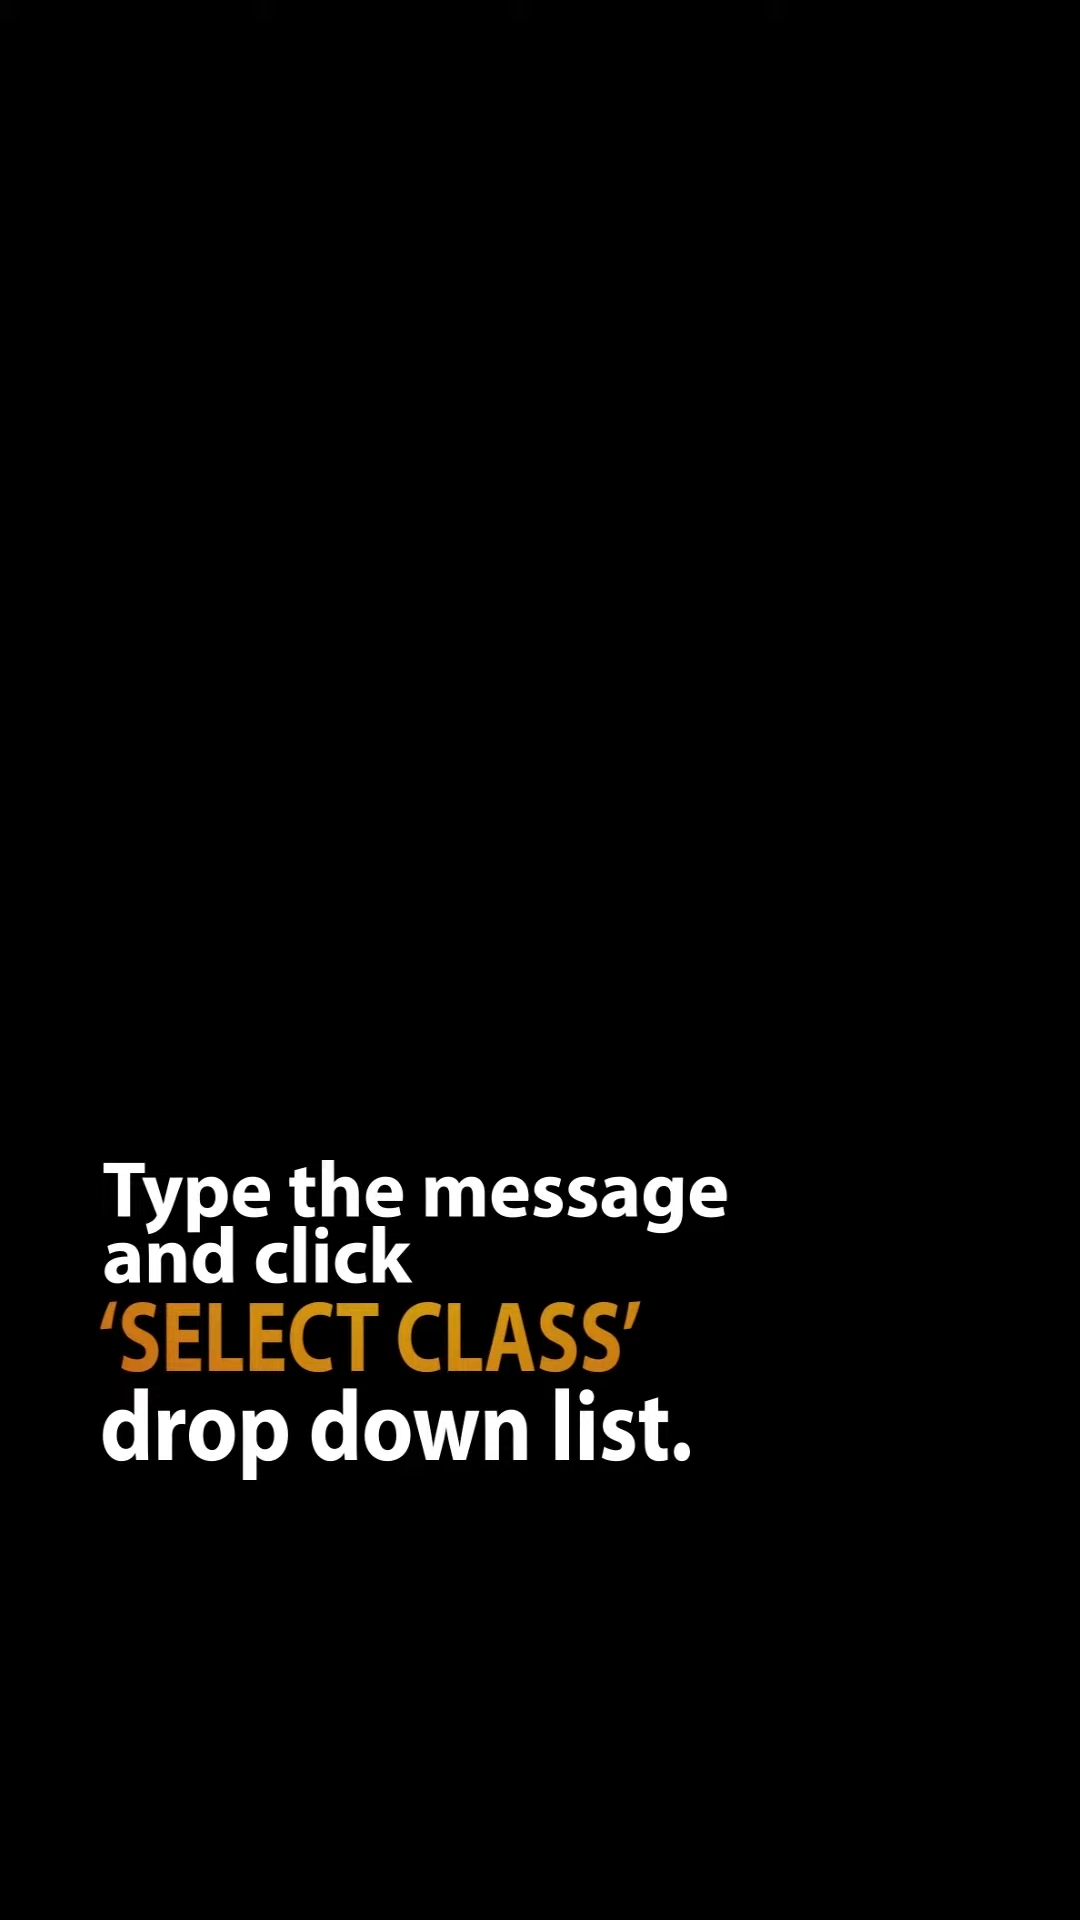 Type the message
and click
‘SELECT CLASS’
drop down list.